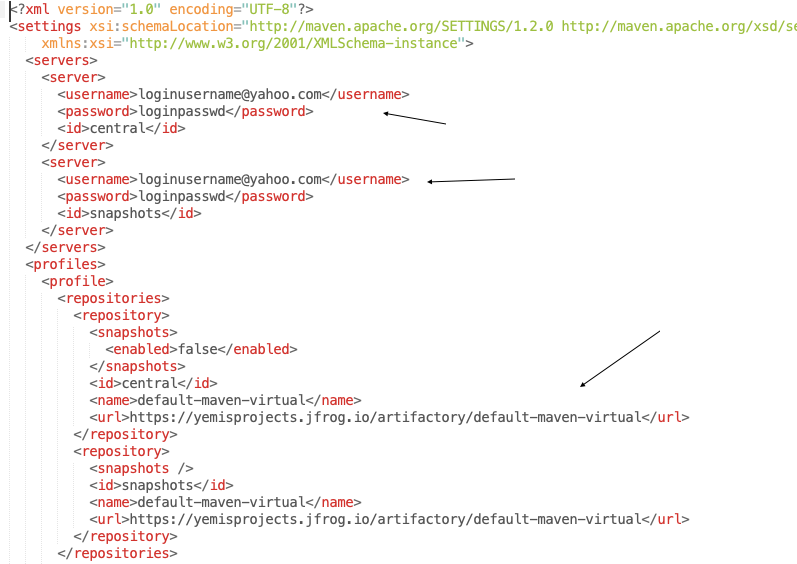 <?xml version="1.0" encoding="UTF-8"?>
<settings xsi:schemaLocation="http://maven.apache.org/SETTINGS/1.2.0 http://maven.apache.org/xsd/se
xmlns:xsi="http://www.w3.org/2001/XMLSchema-instance">
<servers>
<server>
<username>loginusername@yahoo.com</username>
<password>loginpasswd</password>
<id>central</id>
</server>
<server>
<username>loginusername@yahoo.com</username>
<password>loginpasswd</password>
<id>snapshots</id>
</server>
</servers>
<profiles>
<profile>
<repositories>
<repository>
<snapshots>
<enabled>false</enabled>
</snapshots>
<id>central</id>
<name>default-maven-virtual</name>
<url>https://yemisprojects.jfrog.io/artifactory/default-maven-virtual</url>
</repository>
<repository>
<snapshots />
<id>snapshots</id>
<name>default-maven-virtual</name>
<url>https://yemisprojects.jfrog.io/artifactory/default-maven-virtual</url>
</repository>
</repositories>